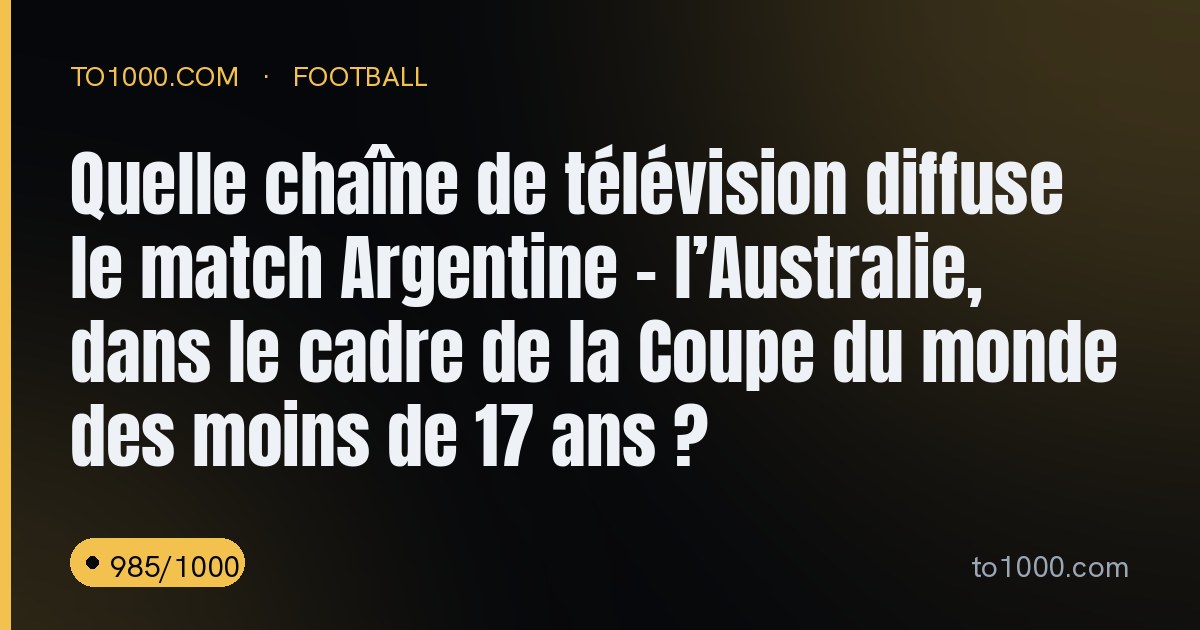 TO1000.COM · FOOTBALL
Quelle chaîne de télévision diffuse
le match Argentine - l’Australie,
dans le cadre de la Coupe du monde
des moins de 17 ans ?
985/1000
to1000.com